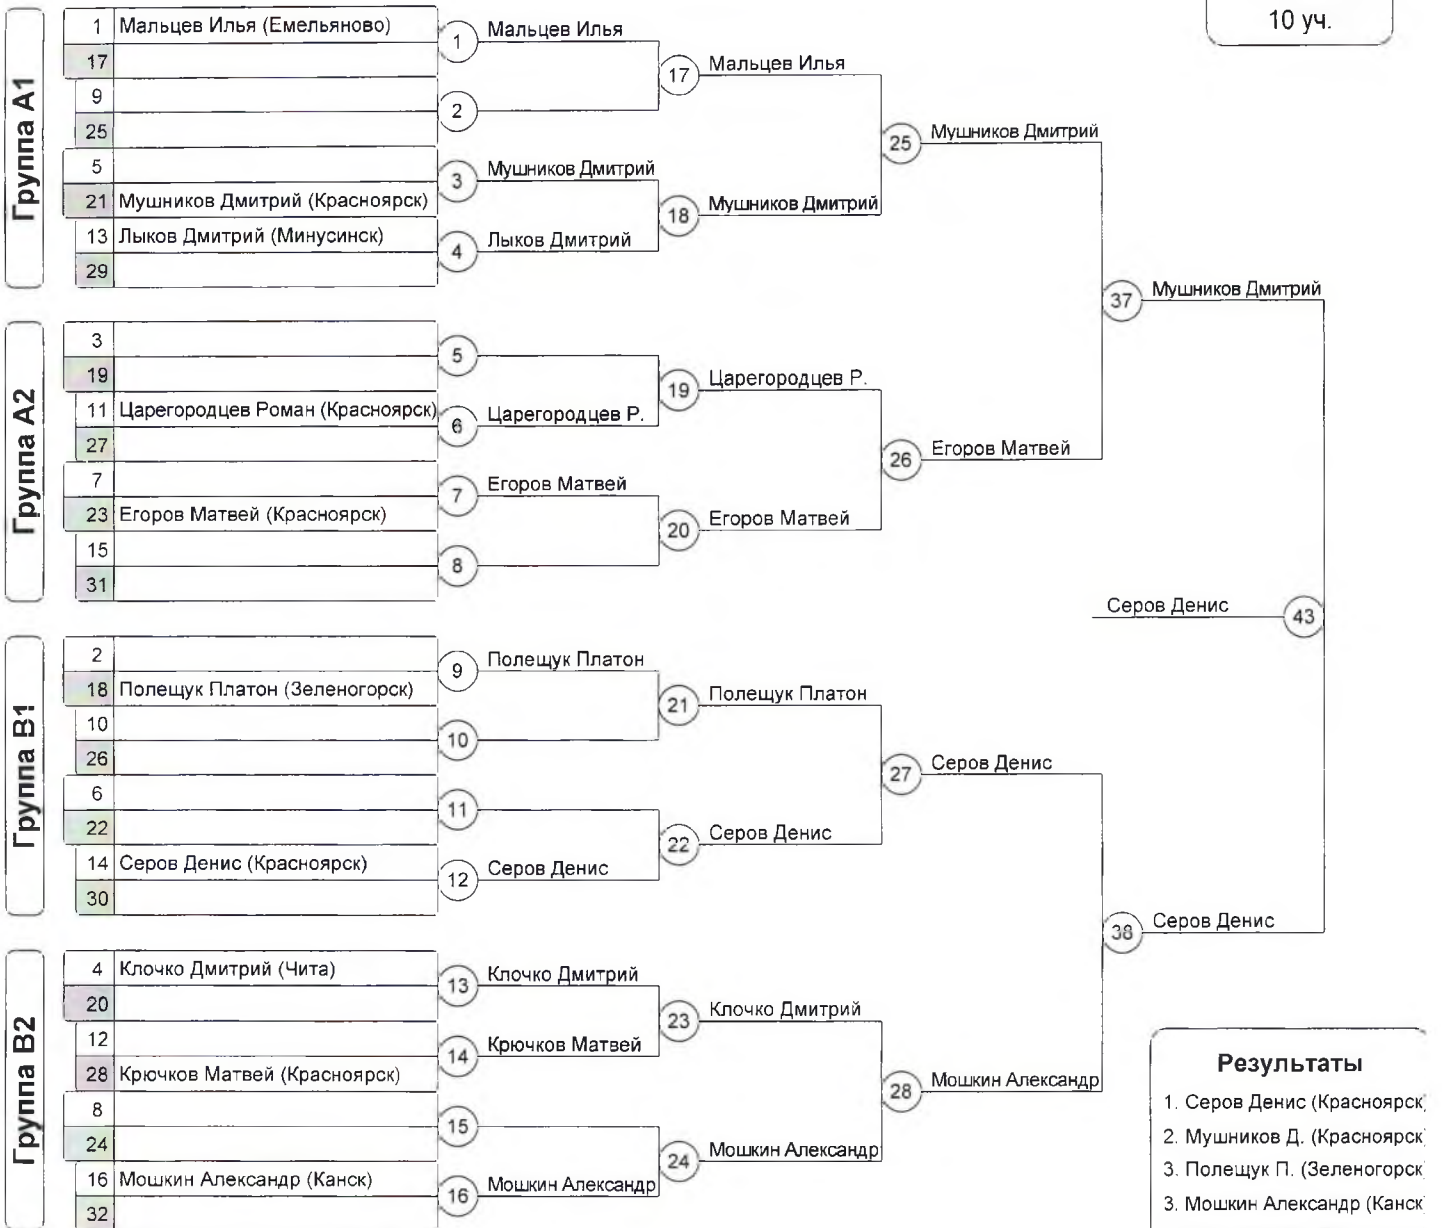 10 уч.
Группа А1
1 Мальцев Илья (Емельяново)
17
9
25
5
21 Мушников Дмитрий (Красноярск)
13 Лыков Дмитрий (Минусинск)
29
1 Мальцев Илья
2
3 Мушников Дмитрий
4 Лыков Дмитрий
17 Мальцев Илья
18 Мушников Дмитрий
25 Мушников Дмитрий
Группа А2
3
19
11 Царегородцев Роман (Красноярск)
27
7
23 Егоров Матвей (Красноярск)
15
31
5
6 Царегородцев Р.
7 Егоров Матвей
8
19 Царегородцев Р.
20 Егоров Матвей
26 Егоров Матвей
37 Мушников Дмитрий
Серов Денис 43
Группа В1
2
18 Полещук Платон (Зеленогорск)
10
26
6
22
14 Серов Денис (Красноярск)
30
9 Полещук Платон
10
11
12 Серов Денис
21 Полещук Платон
22 Серов Денис
27 Серов Денис
38 Серов Денис
Группа В2
4 Клочко Дмитрий (Чита)
20
12
28 Крючков Матвей (Красноярск)
8
24
16 Мошкин Александр (Канск)
32
13 Клочко Дмитрий
14 Крючков Матвей
15
16 Мошкин Александр
23 Клочко Дмитрий
24 Мошкин Александр
28 Мошкин Александр
Результаты
1. Серов Денис (Красноярск)
2. Мушников Д. (Красноярск)
3. Полещук П. (Зеленогорск
3. Мошкин Александр (Канск